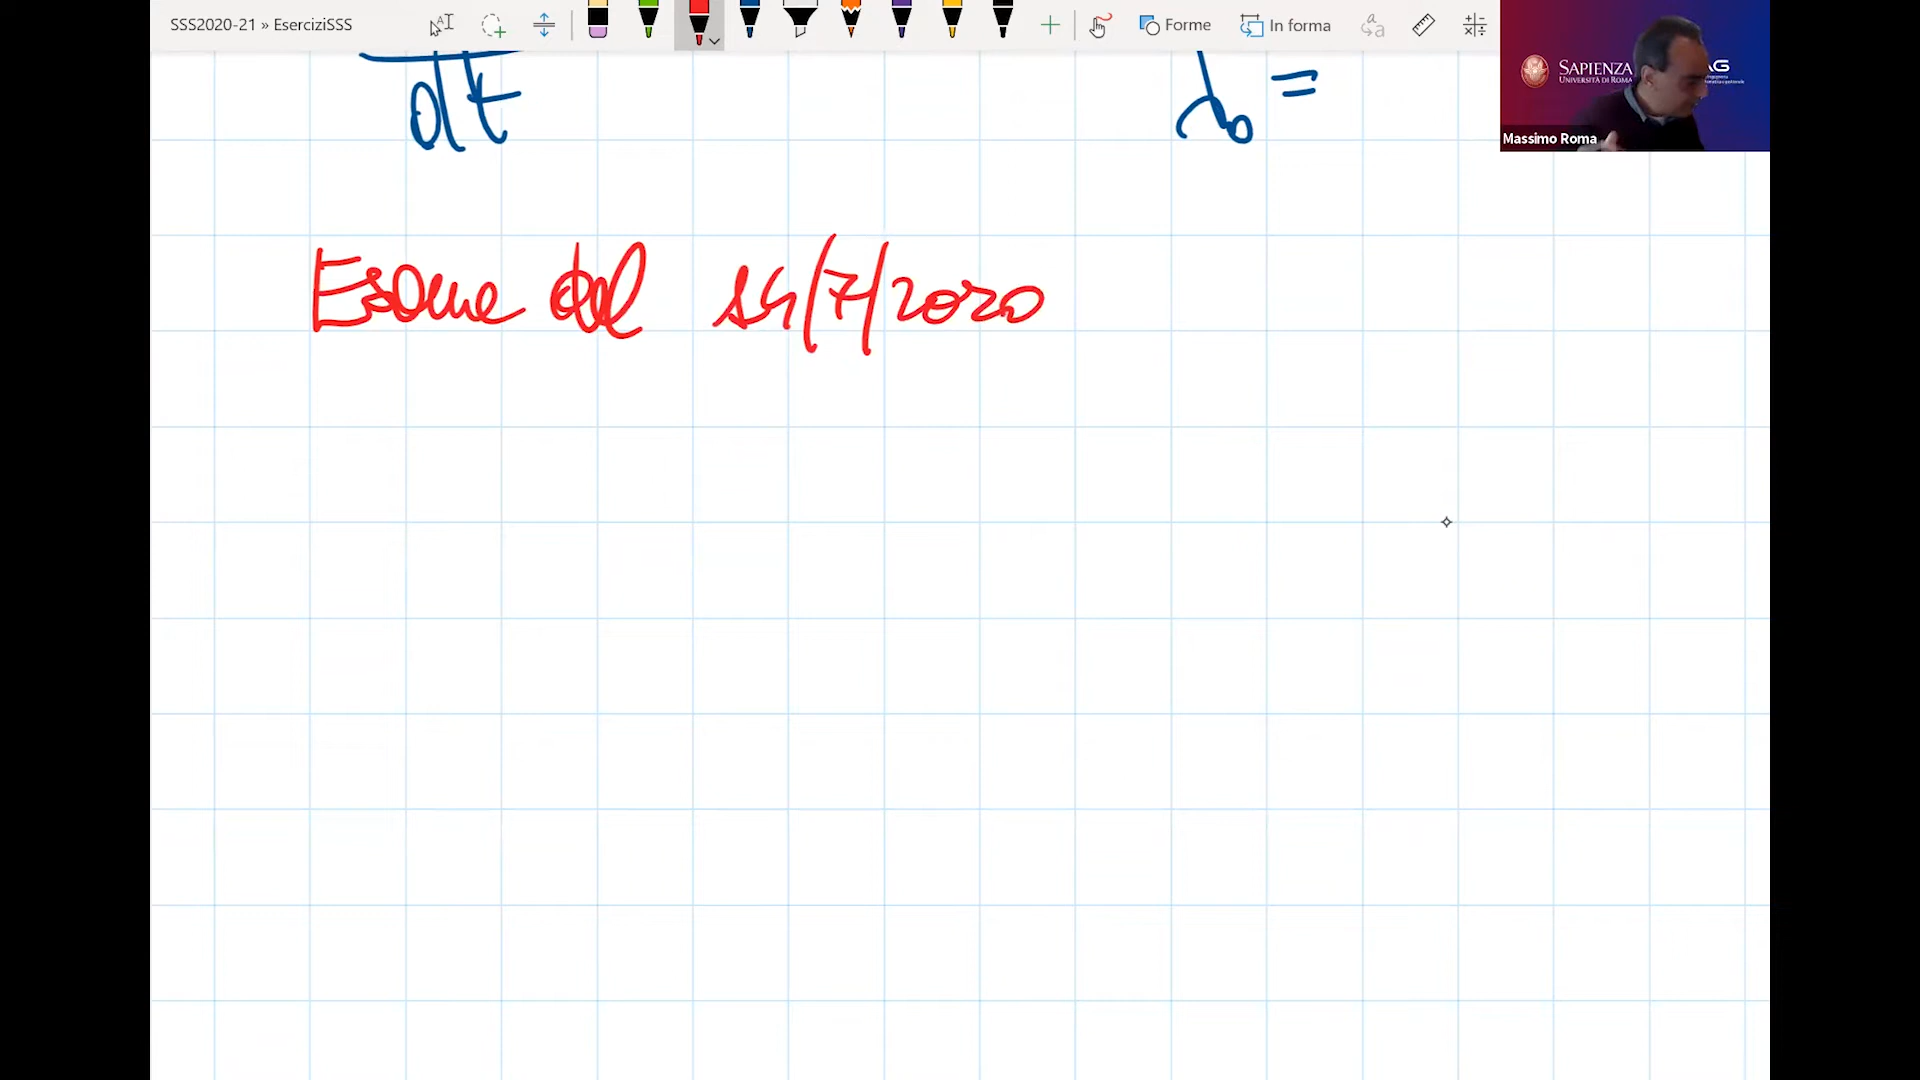 SSS2020-21 » EserciziSSS
Forme
In forma
SAPIENZA
UNIVERSITÀ DI ROMA
AG
Massimo Roma
dt
λ0 =
Esame del 14/7/2020